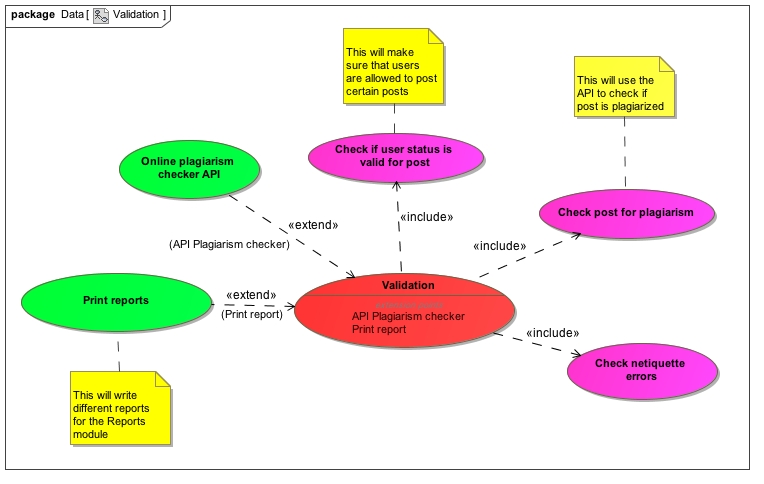 package Data [ Validation ]
This will make
sure that users
are allowed to post
certain posts
This will use the
API to check if
post is plagiarized
Online plagiarism
checker API
Check if user status is
valid for post
Check post for plagiarism
«extend»
(API Plagiarism checker)
«include»
«include»
Print reports
«extend»
(Print report)
Validation
API Plagiarism checker
Print report
«include»
Check netiquette
errors
This will write
different reports
for the Reports
module